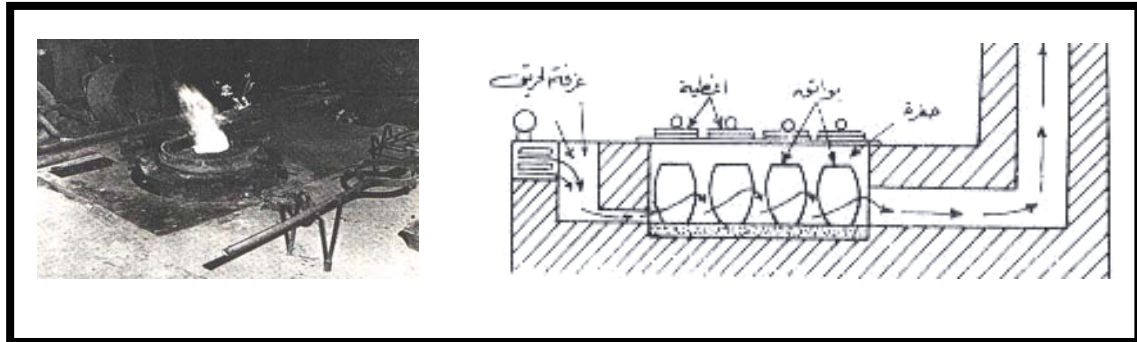 غرفة الحريق
اغطية
بواتق
حفرة